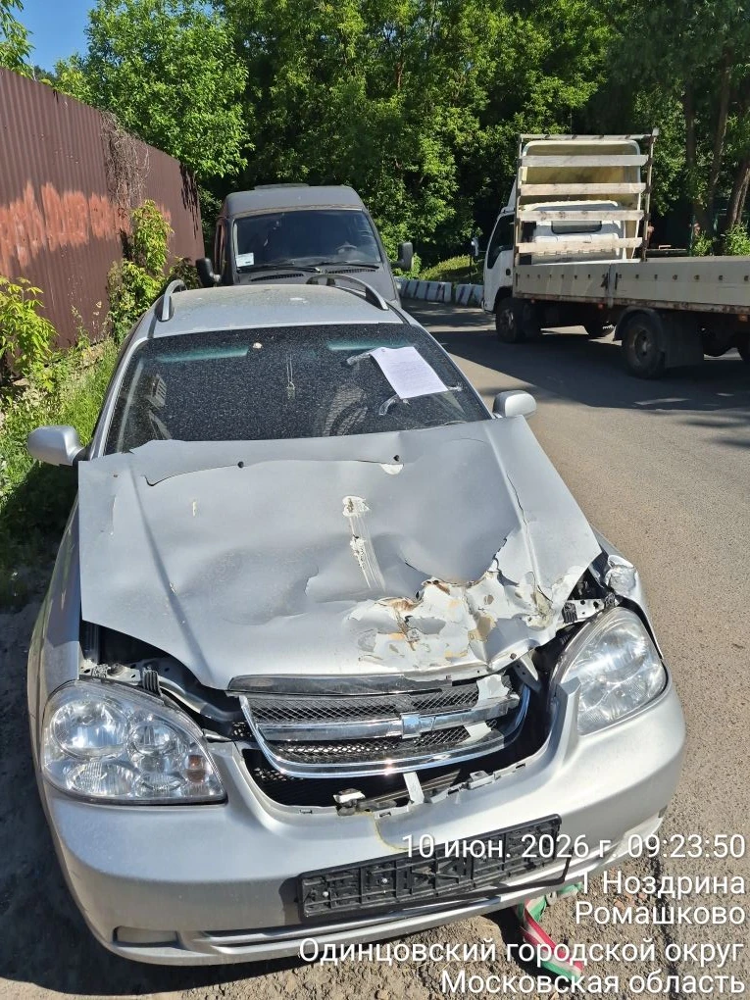 10 июн. 2026 г. 09:23:50
1 Ноздрина
Ромашково
Одинцовский городской округ
Московская область